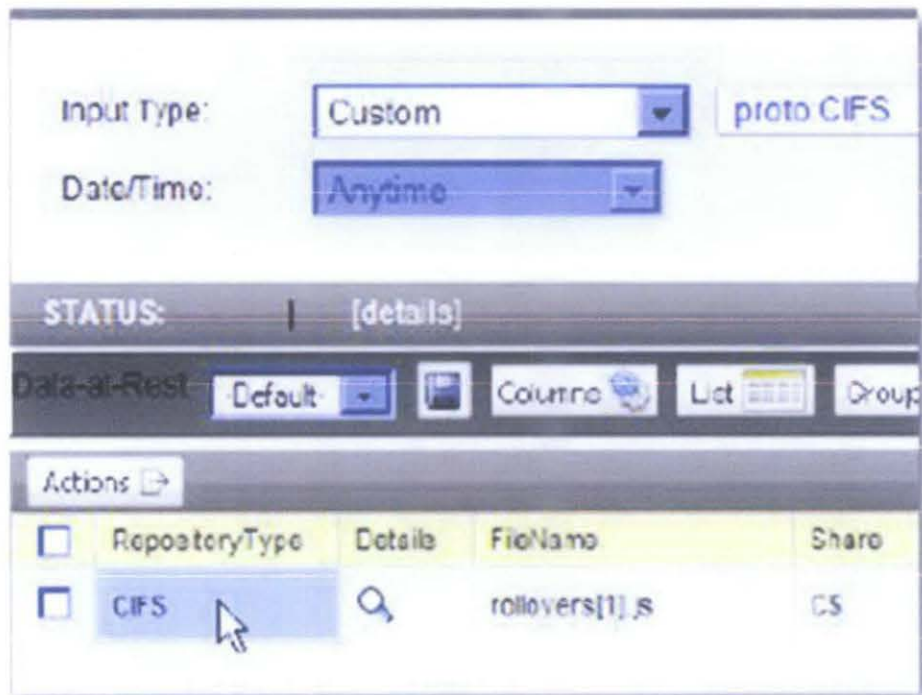 Input Type: Custom proto CIFS
Date/Time: Anytime
STATUS: | [details]
Data-at-Rest -Default- Columns List Group
Actions
RepositoryType Details FileName Share
CIFS rollovers[1].js C$